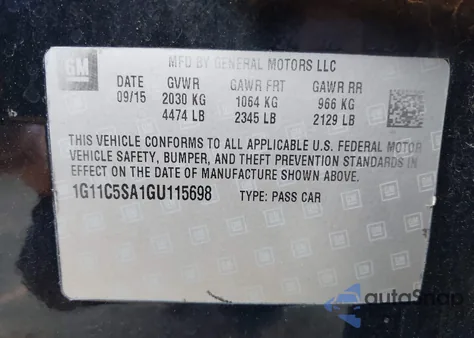 GM
MFD BY GENERAL MOTORS LLC
DATE GVWR GAWR FRT GAWR RR
09/15 2030 KG 1064 KG 966 KG
4474 LB 2345 LB 2129 LB
THIS VEHICLE CONFORMS TO ALL APPLICABLE U.S. FEDERAL MOTOR
VEHICLE SAFETY, BUMPER, AND THEFT PREVENTION STANDARDS IN
EFFECT ON THE DATE OF MANUFACTURE SHOWN ABOVE.
1G11C5SA1GU115698 TYPE: PASS CAR
autoSnap